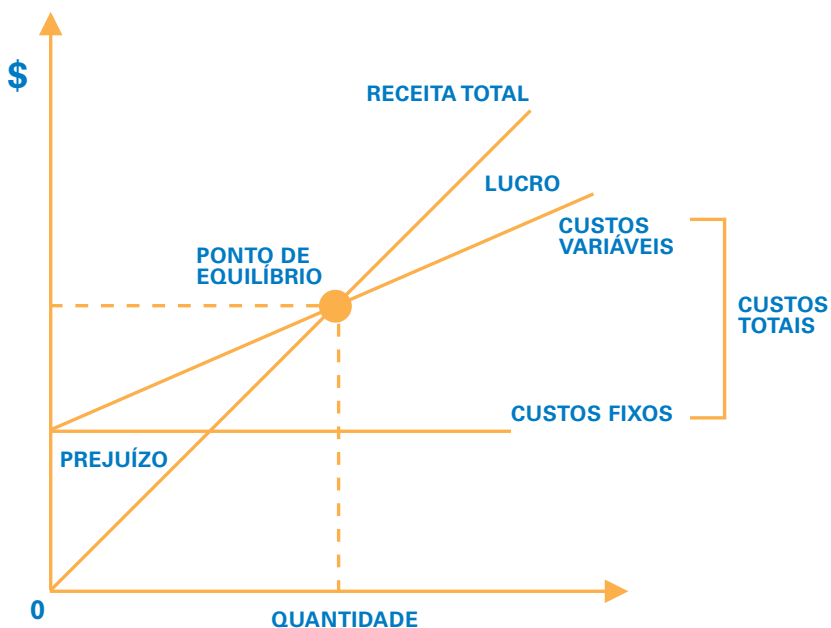 $
RECEITA TOTAL
LUCRO
CUSTOS
VARIÁVEIS
PONTO DE
EQUILÍBRIO
CUSTOS
TOTAIS
CUSTOS FIXOS
PREJUÍZO
0
QUANTIDADE